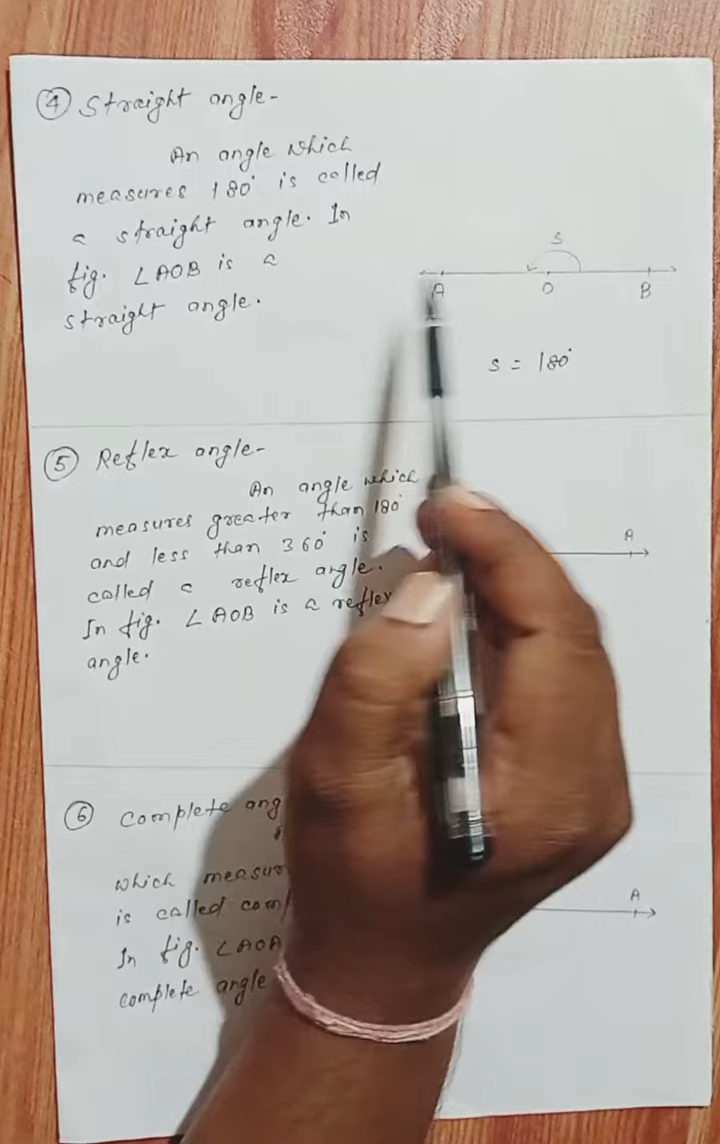 ④ Straight angle-
An angle which
measures 180° is called
a straight angle. In
fig. ∠AOB is a
straight angle.
S
A O B
S = 180°
⑤ Reflex angle-
An angle which
measures greater than 180°
and less than 360° is
called a reflex angle.
In fig. ∠AOB is a reflex
angle.
A
⑥ Complete ang
which measur
is called com
In fig. ∠AOA
complete angle
A